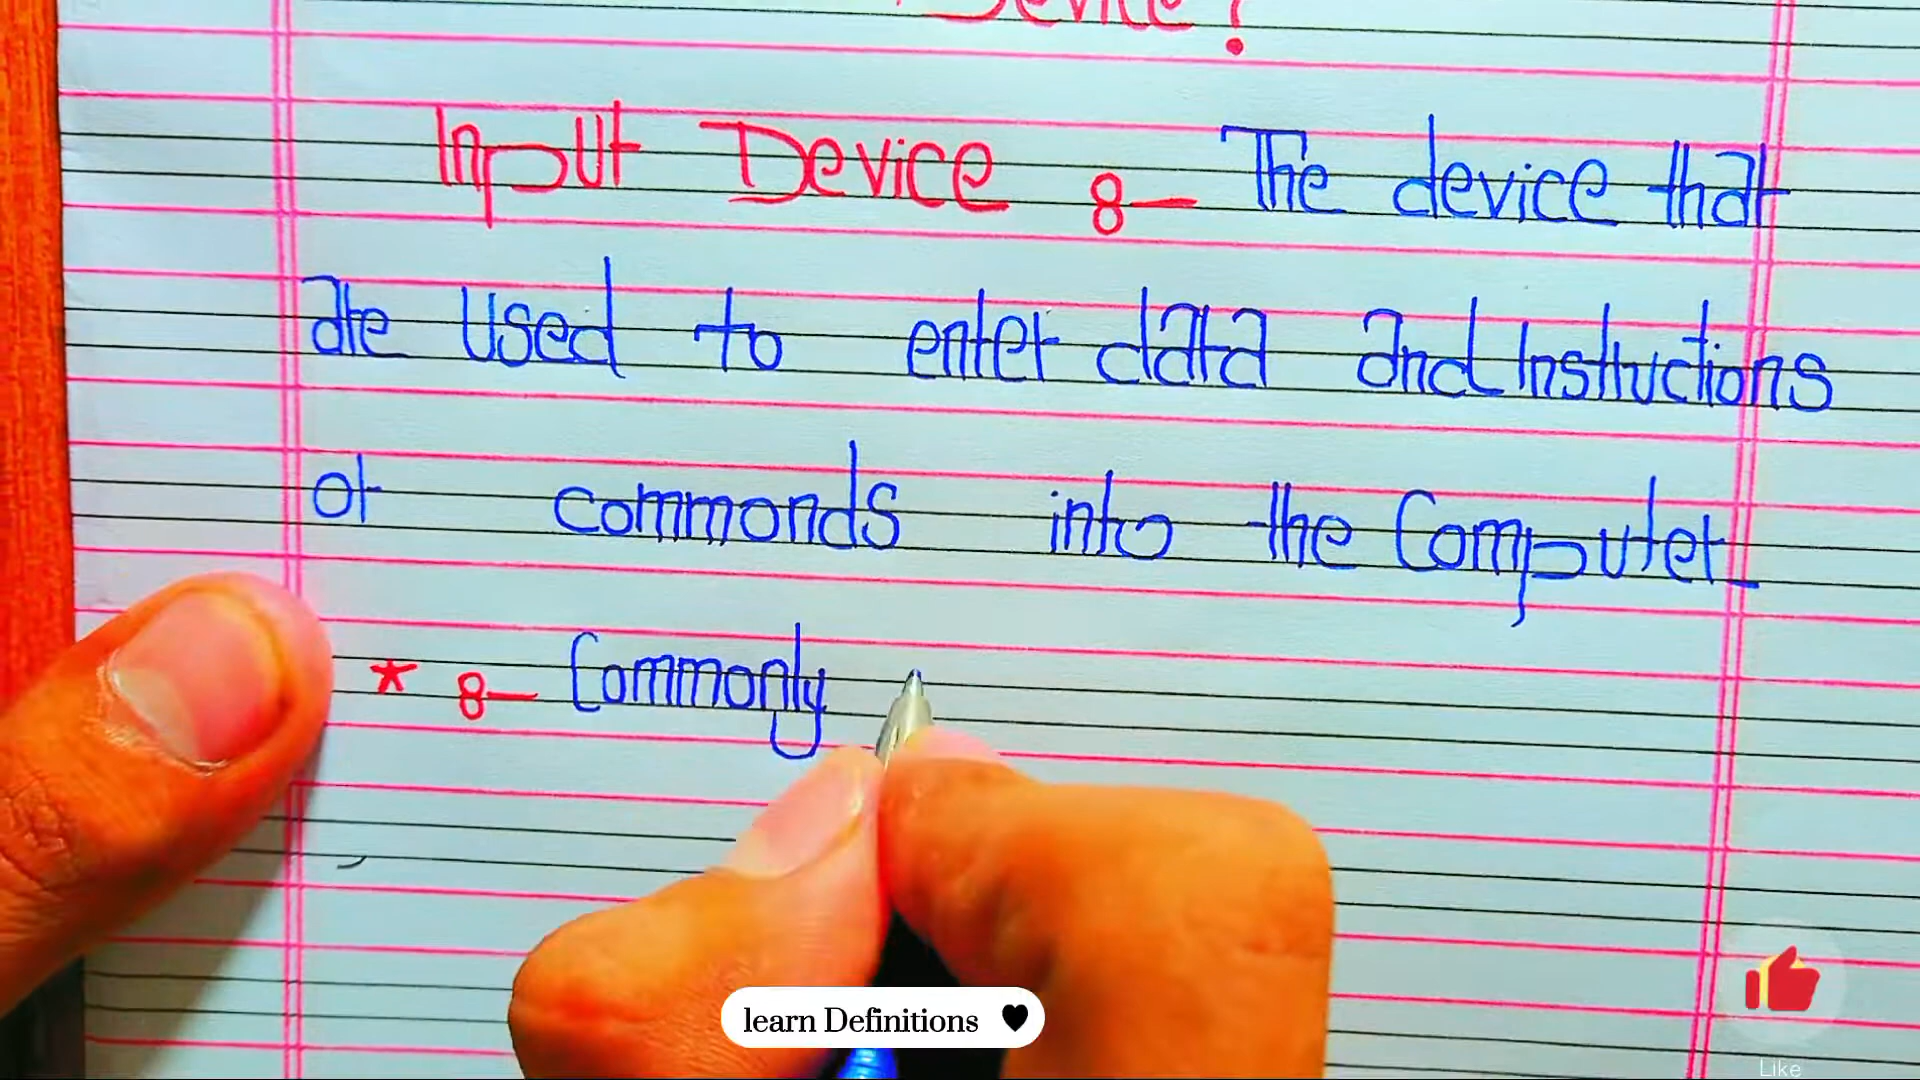 Device?
Input Device :- The device that
are used to enter data and Instructions
or commonds into the Computer
* :- Commonly
learn Definitions ♥
Like